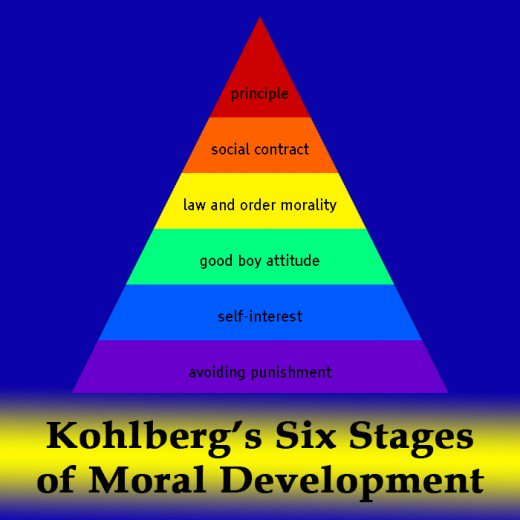 principle
social contract
law and order morality
good boy attitude
self-interest
avoiding punishment
Kohlberg's Six Stages
of Moral Development